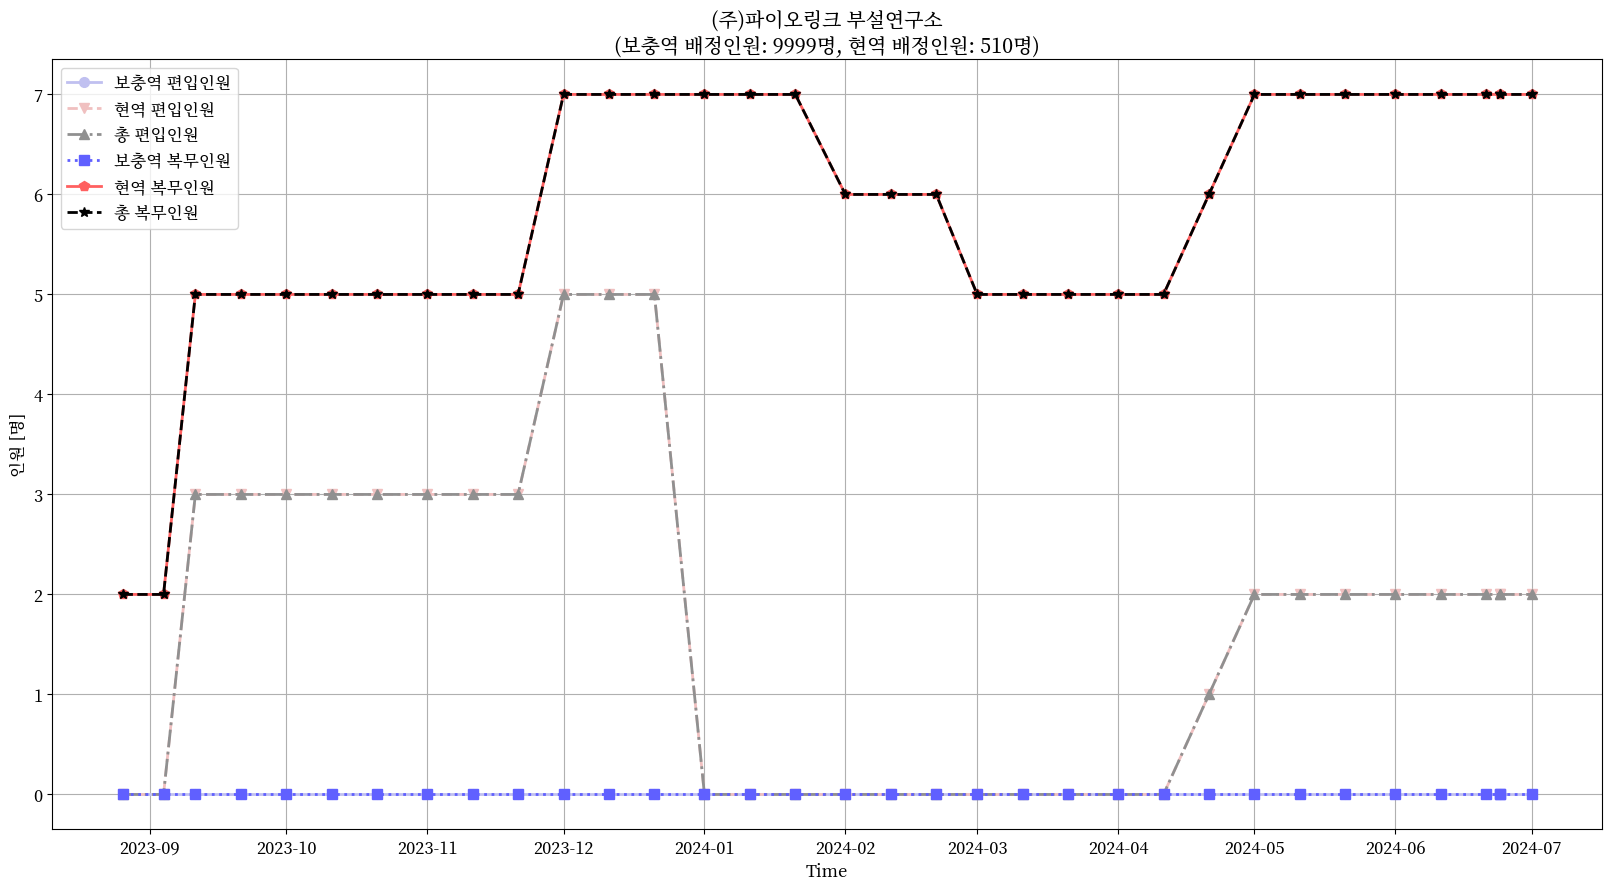 (주)파이오링크 부설연구소
(보충역 배정인원: 9999명, 현역 배정인원: 510명)
보충역 편입인원
현역 편입인원
총 편입인원
보충역 복무인원
현역 복무인원
총 복무인원
인원 [명]
7
6
5
4
3
2
1
0
2023-09 2023-10 2023-11 2023-12 2024-01 2024-02 2024-03 2024-04 2024-05 2024-06 2024-07
Time